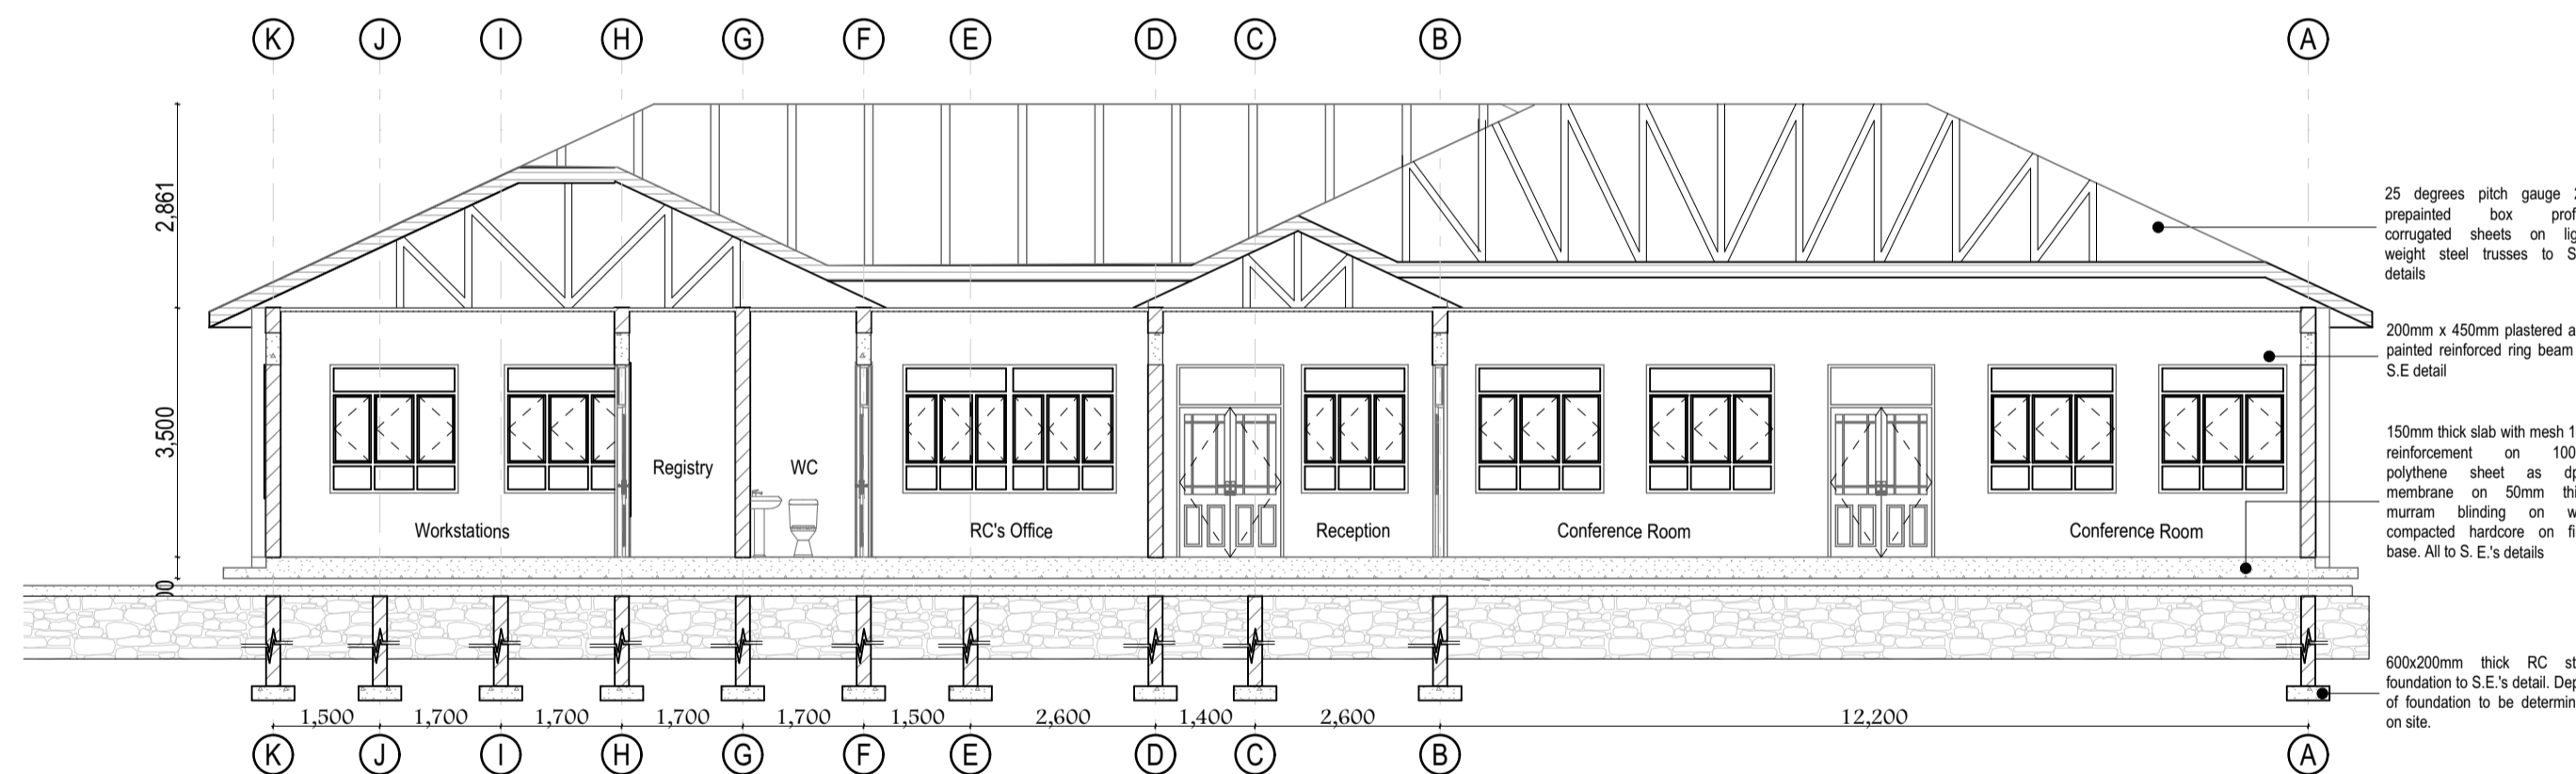 K J I H G F E D C B A
2,861
25 degrees pitch gauge
prepainted box
corrugated sheets on
weight steel trusses to
details
200mm x 450mm plastered
painted reinforced ring beam
S.E detail
3,500
150mm thick slab with mesh
reinforcement on
polythene sheet as
membrane on 50mm
murram blinding on
compacted hardcore on
base. All to S. E.'s details
Registry WC
Workstations RC's Office Reception Conference Room Conference Room
600x200mm thick RC
foundation to S.E.'s detail.
of foundation to be
on site.
1,500 1,700 1,700 1,700 1,700 1,500 2,600 1,400 2,600 12,200
K J I H G F E D C B A